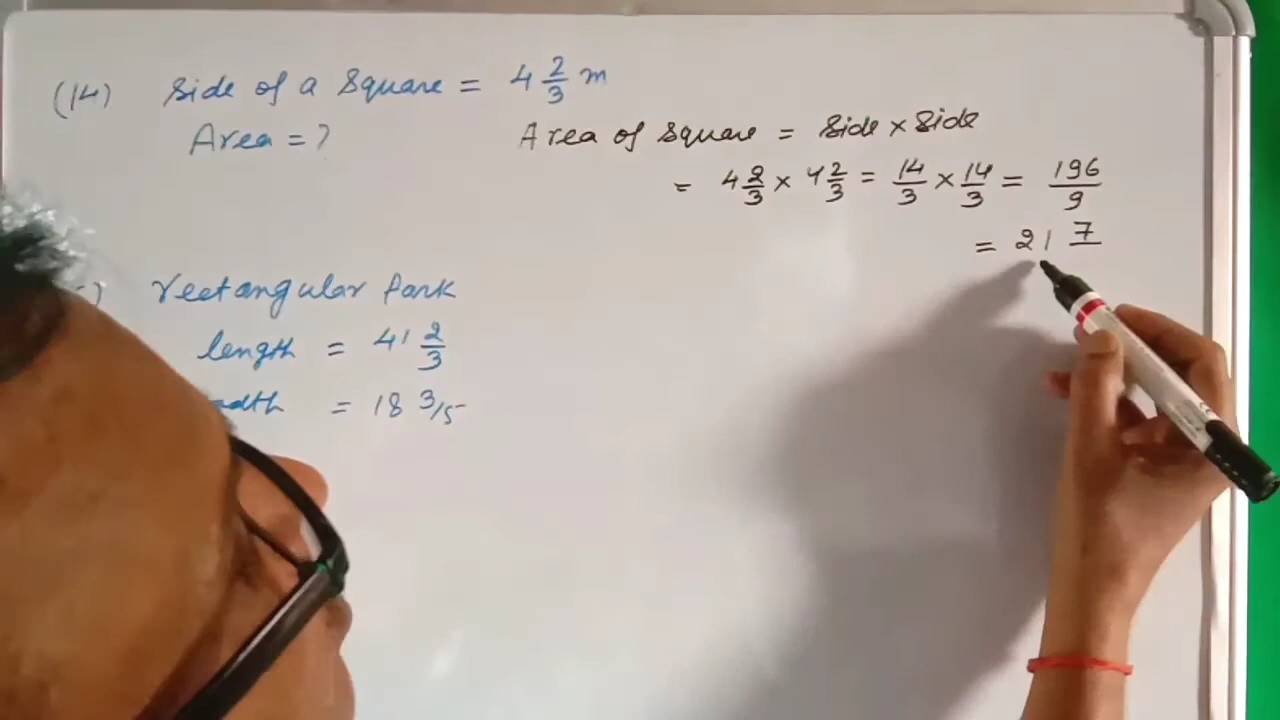 (14) Side of a Square = 4 2/3 m
Area = ?
Area of square = Side × Side
= 4 2/3 × 4 2/3 = 14/3 × 14/3 = 196/9
= 21 7
) rectangular Park
length = 41 2/3
adth = 18 3/5